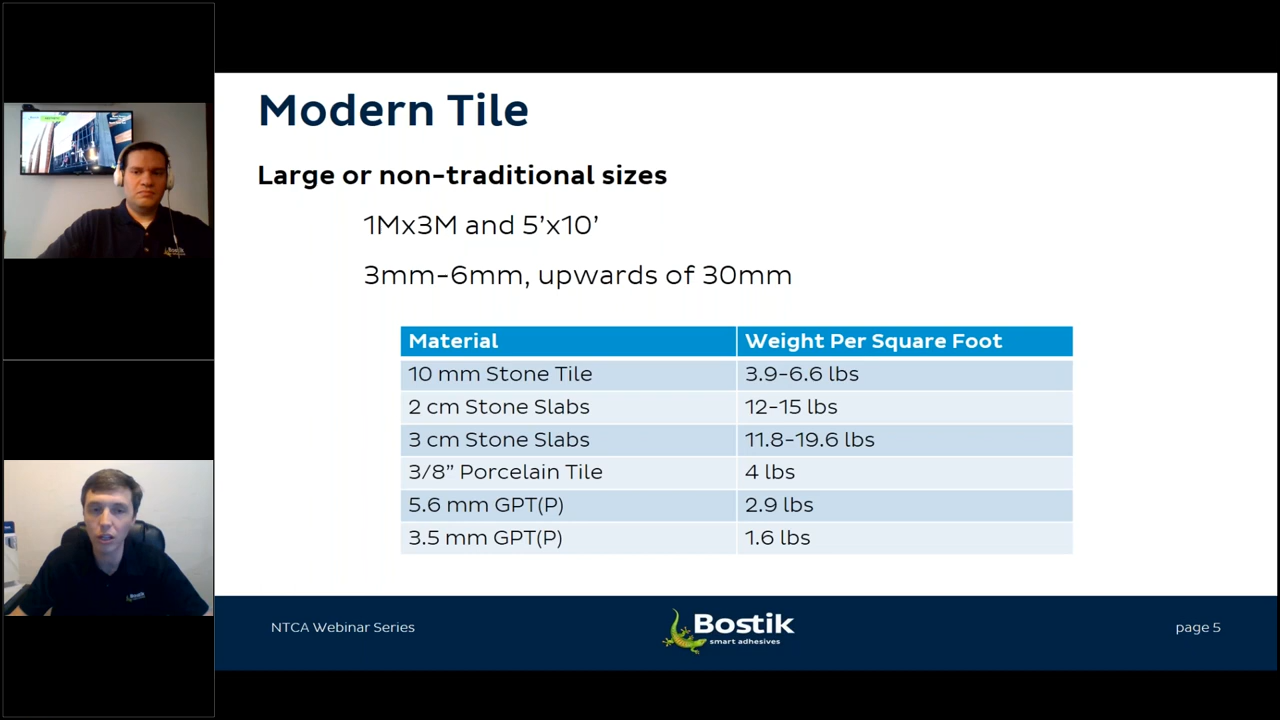 Modern Tile
Large or non-traditional sizes
1Mx3M and 5’x10’
3mm-6mm, upwards of 30mm
Material Weight Per Square Foot
10 mm Stone Tile 3.9-6.6 lbs
2 cm Stone Slabs 12-15 lbs
3 cm Stone Slabs 11.8-19.6 lbs
3/8” Porcelain Tile 4 lbs
5.6 mm GPT(P) 2.9 lbs
3.5 mm GPT(P) 1.6 lbs
NTCA Webinar Series
Bostik
smart adhesives
page 5
Bostik
Bostik